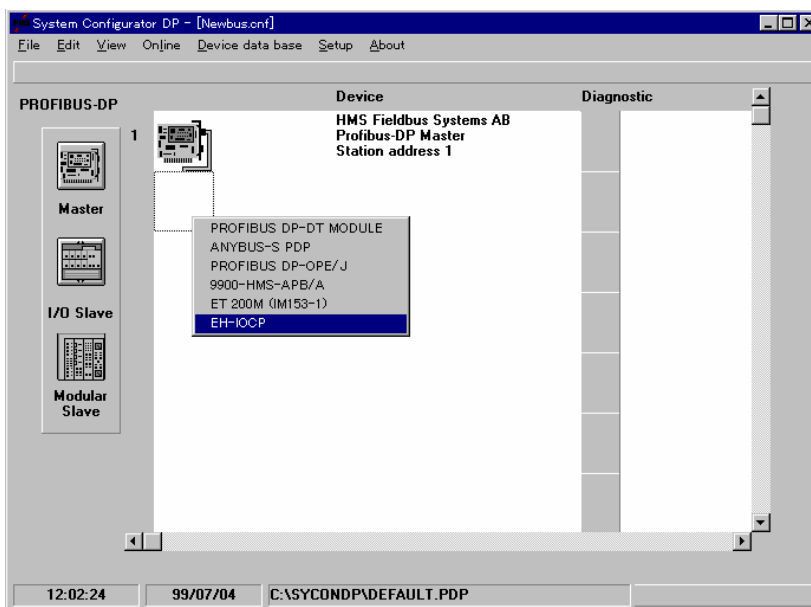 System Configurator DP - [Newbus.cnf]
File Edit View Online Device data base Setup About
PROFIBUS-DP
Device
Diagnostic
1
HMS Fieldbus Systems AB
Profibus-DP Master
Station address 1
Master
I/O Slave
Modular
Slave
PROFIBUS DP-DT MODULE
ANYBUS-S PDP
PROFIBUS DP-OPE/J
9900-HMS-APB/A
ET 200M (IM153-1)
EH-IOCP
12:02:24
99/07/04
C:\SYCONDP\DEFAULT.PDP